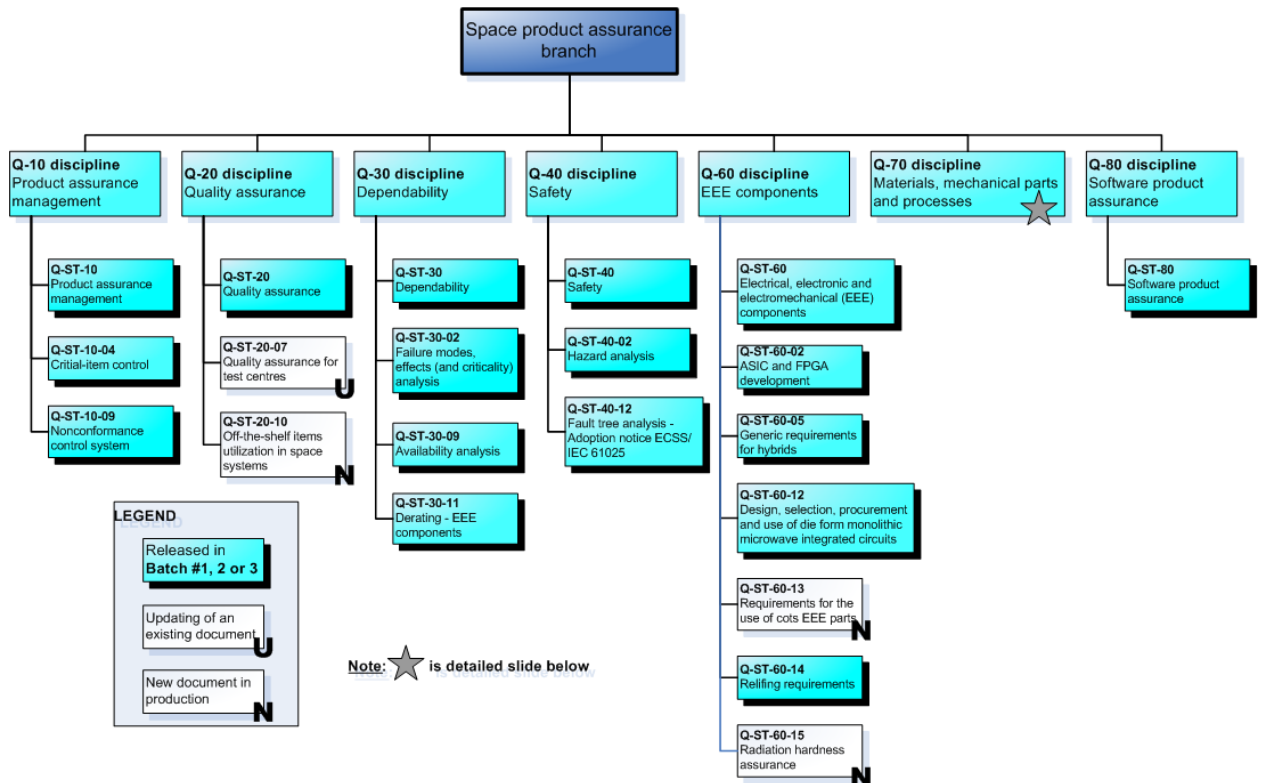 Space product assurance
branch
Q-10 discipline
Product assurance
management
Q-20 discipline
Quality assurance
Q-30 discipline
Dependability
Q-40 discipline
Safety
Q-60 discipline
EEE components
Q-70 discipline
Materials, mechanical parts
and processes
Q-80 discipline
Software product
assurance
Q-ST-10
Product assurance
management
Q-ST-10-04
Critial-item control
Q-ST-10-09
Nonconformance
control system
Q-ST-20
Quality assurance
Q-ST-20-07
Quality assurance for
test centres
U
Q-ST-20-10
Off-the-shelf items
utilization in space
systems
N
Q-ST-30
Dependability
Q-ST-30-02
Failure modes,
effects (and criticality)
analysis
Q-ST-30-09
Availability analysis
Q-ST-30-11
Derating - EEE
components
Q-ST-40
Safety
Q-ST-40-02
Hazard analysis
Q-ST-40-12
Fault tree analysis -
Adoption notice ECSS/
IEC 61025
Q-ST-60
Electrical, electronic and
electromechanical (EEE)
components
Q-ST-60-02
ASIC and FPGA
development
Q-ST-60-05
Generic requirements
for hybrids
Q-ST-60-12
Design, selection, procurement
and use of die form monolithic
microwave integrated circuits
Q-ST-60-13
Requirements for the
use of cots EEE parts
N
Q-ST-60-14
Relifing requirements
Q-ST-60-15
Radiation hardness
assurance
N
Q-ST-80
Software product
assurance
LEGEND
Released in
Batch #1, 2 or 3
Updating of an
existing document
U
New document in
production
N
Note: is detailed slide below